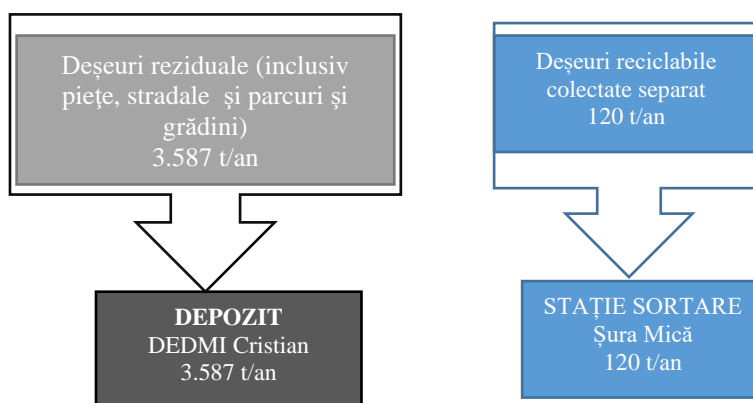 Deșeuri reziduale (inclusiv
piețe, stradale și parcuri și
grădini)
3.587 t/an
Deșeuri reciclabile
colectate separat
120 t/an
DEPOZIT
DEDMI Cristian
3.587 t/an
STAȚIE SORTARE
Șura Mică
120 t/an